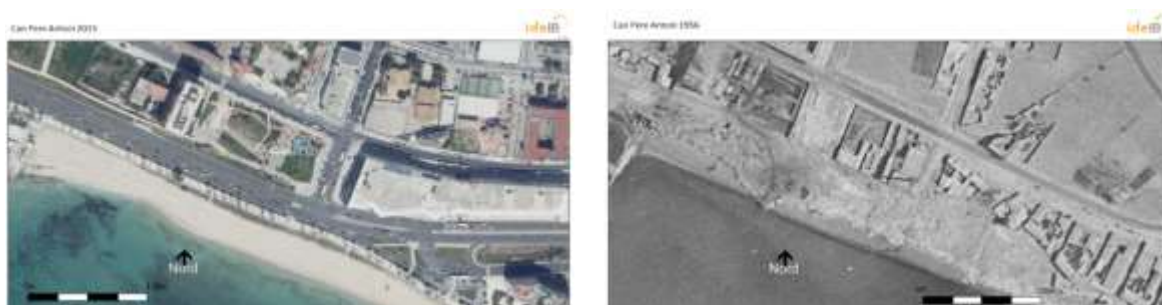 Can Pere Antoni 2015
ideIB
Nord
Can Pere Antoni 1956
ideIB
Nord